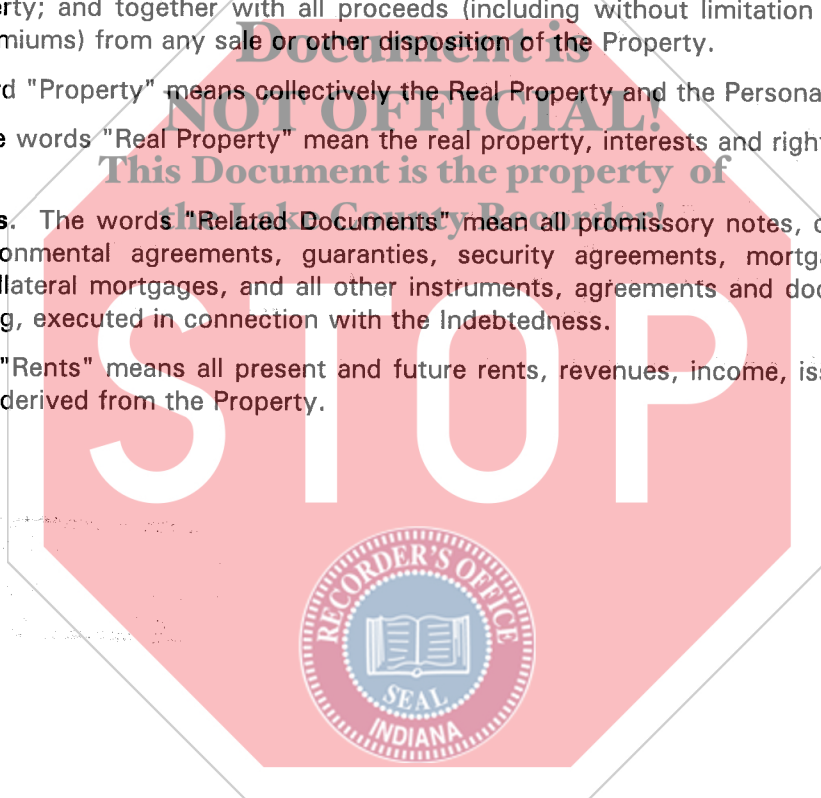 erty; and together with all proceeds (including without limitation
miums) from any sale or other disposition of the Property.
Document is
rd "Property" means collectively the Real Property and the Persona
NOT OFFICIAL!
e words "Real Property" mean the real property, interests and right
This Document is the property of
s. The words "Related Documents" mean all promissory notes, c
the Lake County Recorder!
onmental agreements, guaranties, security agreements, mortga
llateral mortgages, and all other instruments, agreements and doc
g, executed in connection with the Indebtedness.
"Rents" means all present and future rents, revenues, income, iss
derived from the Property.
STOP
RECORDER'S OFFICE
SEAL
INDIANA